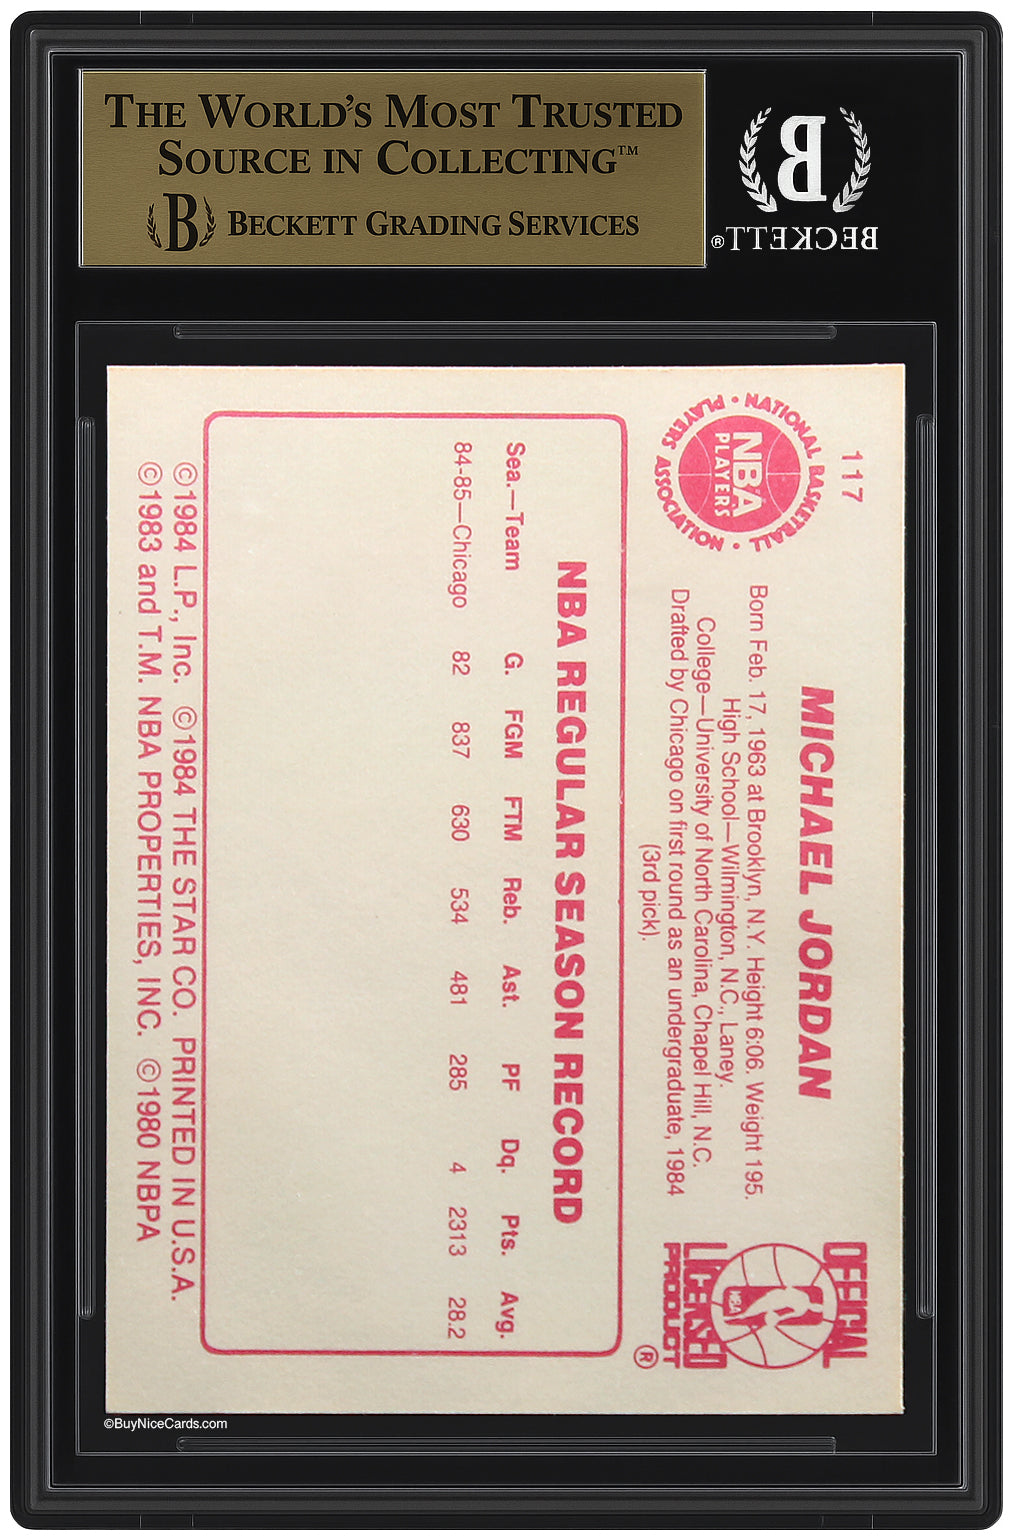 THE WORLD'S MOST TRUSTED
SOURCE IN COLLECTING™
B BECKETT GRADING SERVICES
B
BECKETT®
117
NATIONAL BASKETBALL • PLAYERS ASSOCIATION •
NBA
PLAYERS
MICHAEL JORDAN
Born Feb. 17, 1963 at Brooklyn, N.Y. Height 6:06. Weight 195.
High School—Wilmington, N.C., Laney.
College—University of North Carolina, Chapel Hill, N.C.
Drafted by Chicago on first round as an undergraduate, 1984
(3rd pick).
OFFICIAL
NBA
LICENSED
PRODUCT
®
NBA REGULAR SEASON RECORD
Sea.—Team G. FGM FTM Reb. Ast. PF Dq. Pts. Avg.
84-85—Chicago 82 837 630 534 481 285 4 2313 28.2
©1984 L.P., Inc. ©1984 THE STAR CO. PRINTED IN U.S.A.
©1983 and T.M. NBA PROPERTIES, INC. ©1980 NBPA
©BuyNiceCards.com